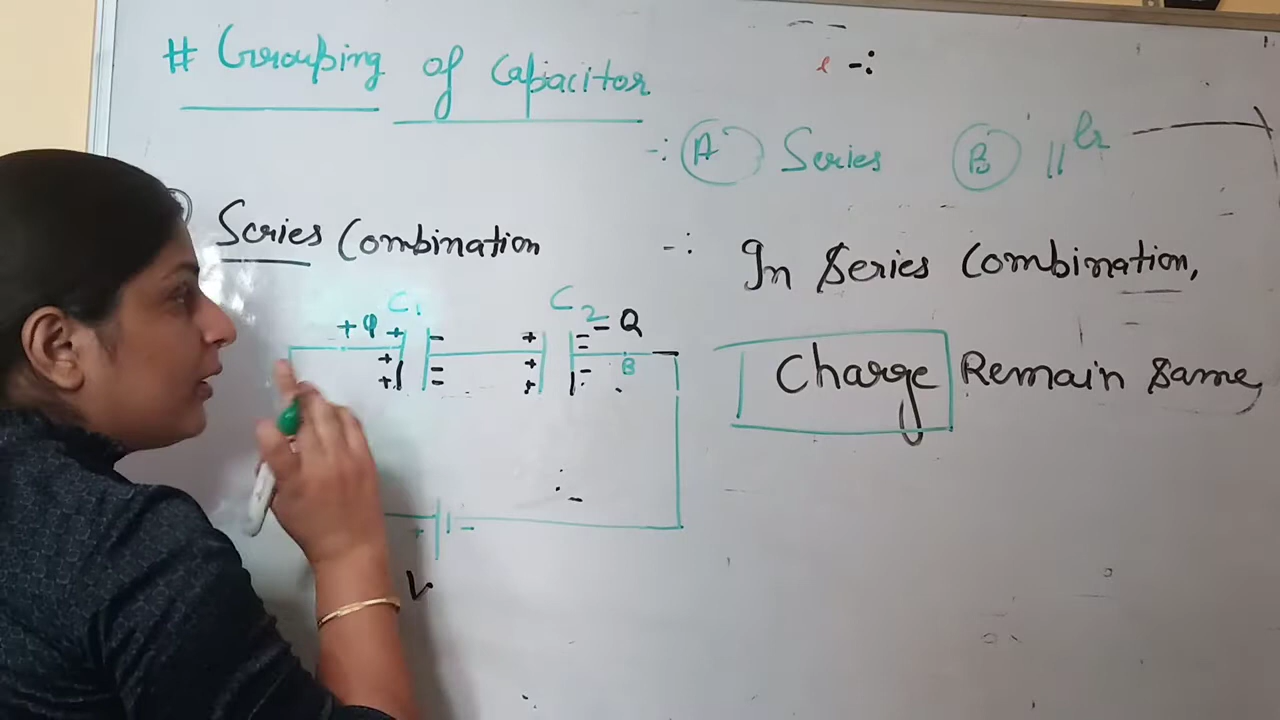 # Grouping of Capacitor
-: (A) Series (B) ||lr
Series Combination -: In Series Combination,
Charge Remain Same,
C1 C2
+Q + - + - - Q
+ = + - B
+ = +
+ -
V